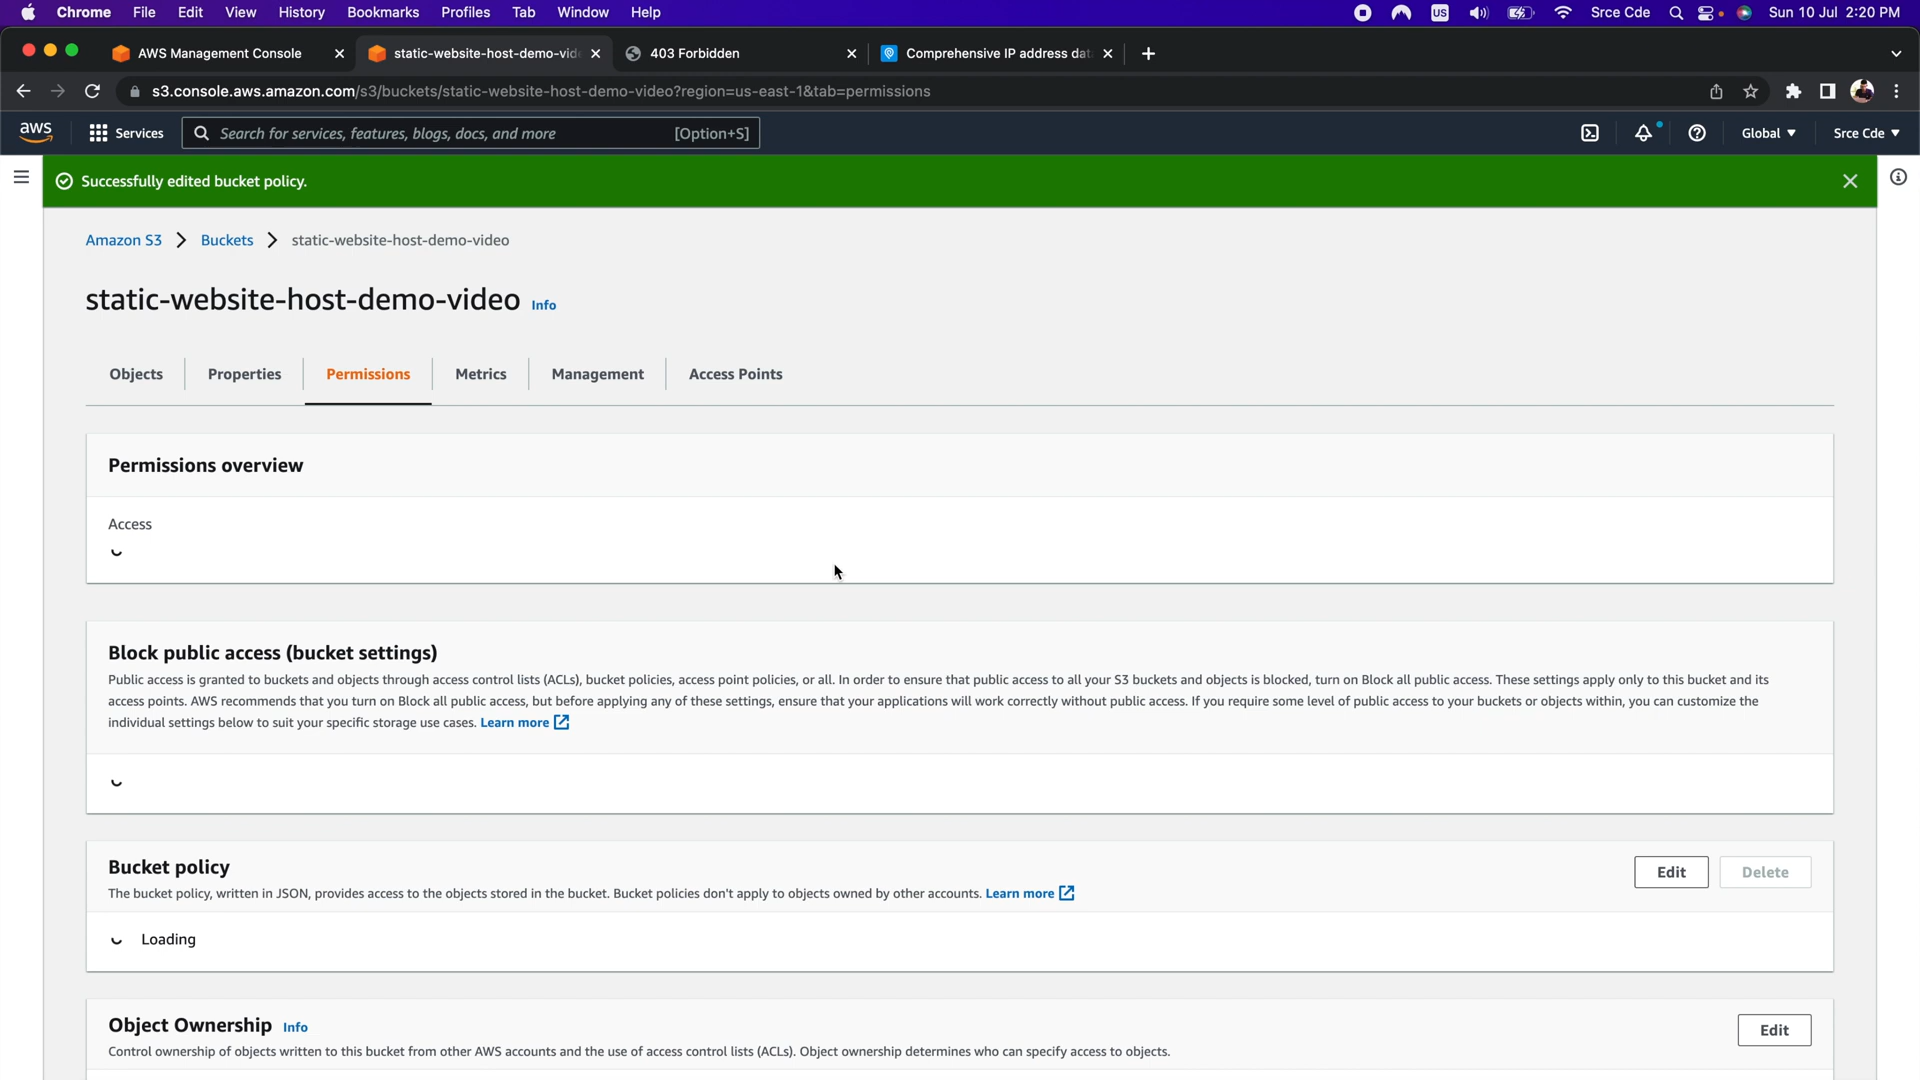 Chrome File Edit View History Bookmarks Profiles Tab Window Help US Srce Cde Sun 10 Jul 2:20 PM
AWS Management Console static-website-host-demo-vid 403 Forbidden Comprehensive IP address dat
s3.console.aws.amazon.com/s3/buckets/static-website-host-demo-video?region=us-east-1&tab=permissions
aws Services Search for services, features, blogs, docs, and more [Option+S] Global Srce Cde
Successfully edited bucket policy.
Amazon S3 Buckets static-website-host-demo-video
static-website-host-demo-video Info
Objects Properties Permissions Metrics Management Access Points
Permissions overview
Access
Block public access (bucket settings)
Public access is granted to buckets and objects through access control lists (ACLs), bucket policies, access point policies, or all. In order to ensure that public access to all your S3 buckets and objects is blocked, turn on Block all public access. These settings apply only to this bucket and its
access points. AWS recommends that you turn on Block all public access, but before applying any of these settings, ensure that your applications will work correctly without public access. If you require some level of public access to your buckets or objects within, you can customize the
individual settings below to suit your specific storage use cases. Learn more
Bucket policy Edit Delete
The bucket policy, written in JSON, provides access to the objects stored in the bucket. Bucket policies don't apply to objects owned by other accounts. Learn more
Loading
Object Ownership Info Edit
Control ownership of objects written to this bucket from other AWS accounts and the use of access control lists (ACLs). Object ownership determines who can specify access to objects.